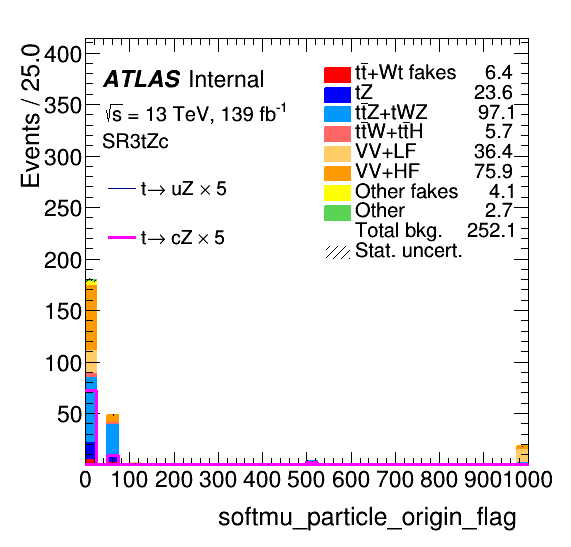 ATLAS Internal
√s = 13 TeV, 139 fb⁻¹
SR3tZc
t→ uZ × 5
t→ cZ × 5
tt̄+Wt fakes 6.4
tZ 23.6
tt̄Z+tWZ 97.1
tt̄W+tt̄H 5.7
VV+LF 36.4
VV+HF 75.9
Other fakes 4.1
Other 2.7
Total bkg. 252.1
Stat. uncert.
Events / 25.0
400
350
300
250
200
150
100
50
0 100 200 300 400 500 600 700 800 900 1000
softmu_particle_origin_flag